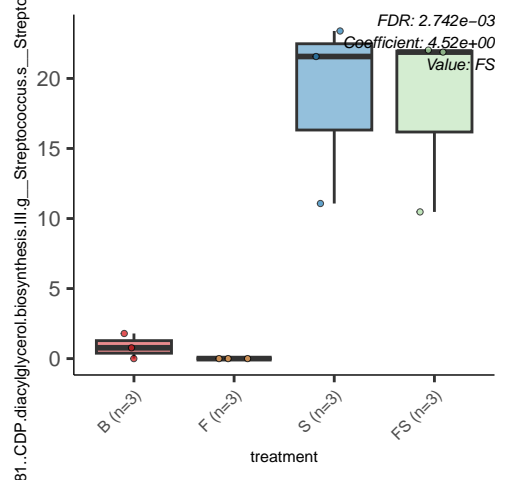 FDR: 2.742e−03
Coefficient: 4.52e+00
Value: FS
81..CDP.diacylglycerol.biosynthesis.III.g__Streptococcus.s__Strepto
20
15
10
5
0
B (n=3)
F (n=3)
S (n=3)
FS (n=3)
treatment